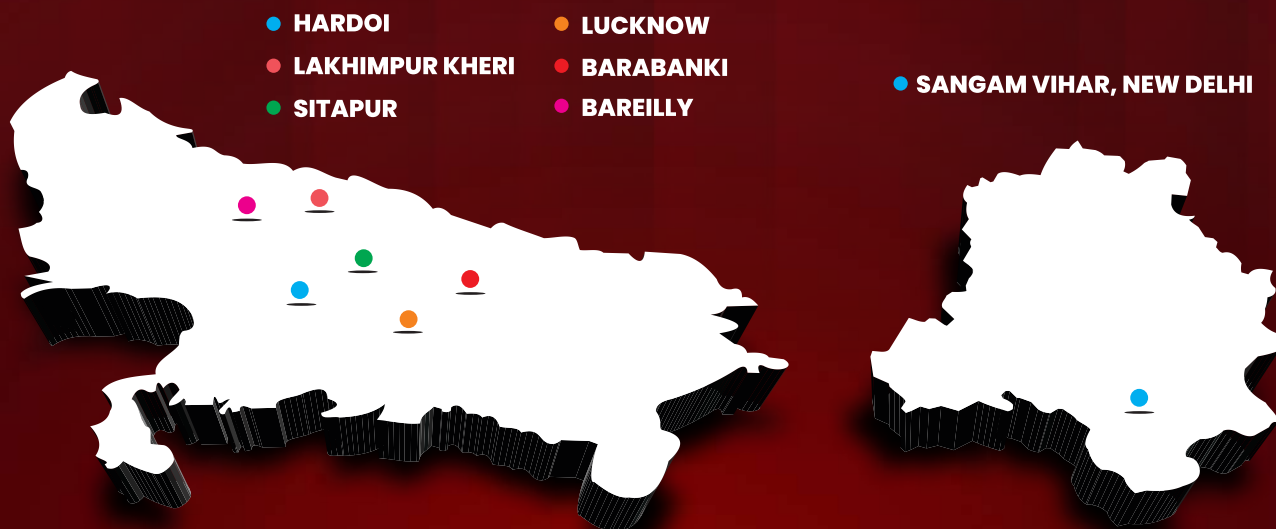 HARDOI
LAKHIMPUR KHERI
SITAPUR
LUCKNOW
BARABANKI
BAREILLY
SANGAM VIHAR, NEW DELHI